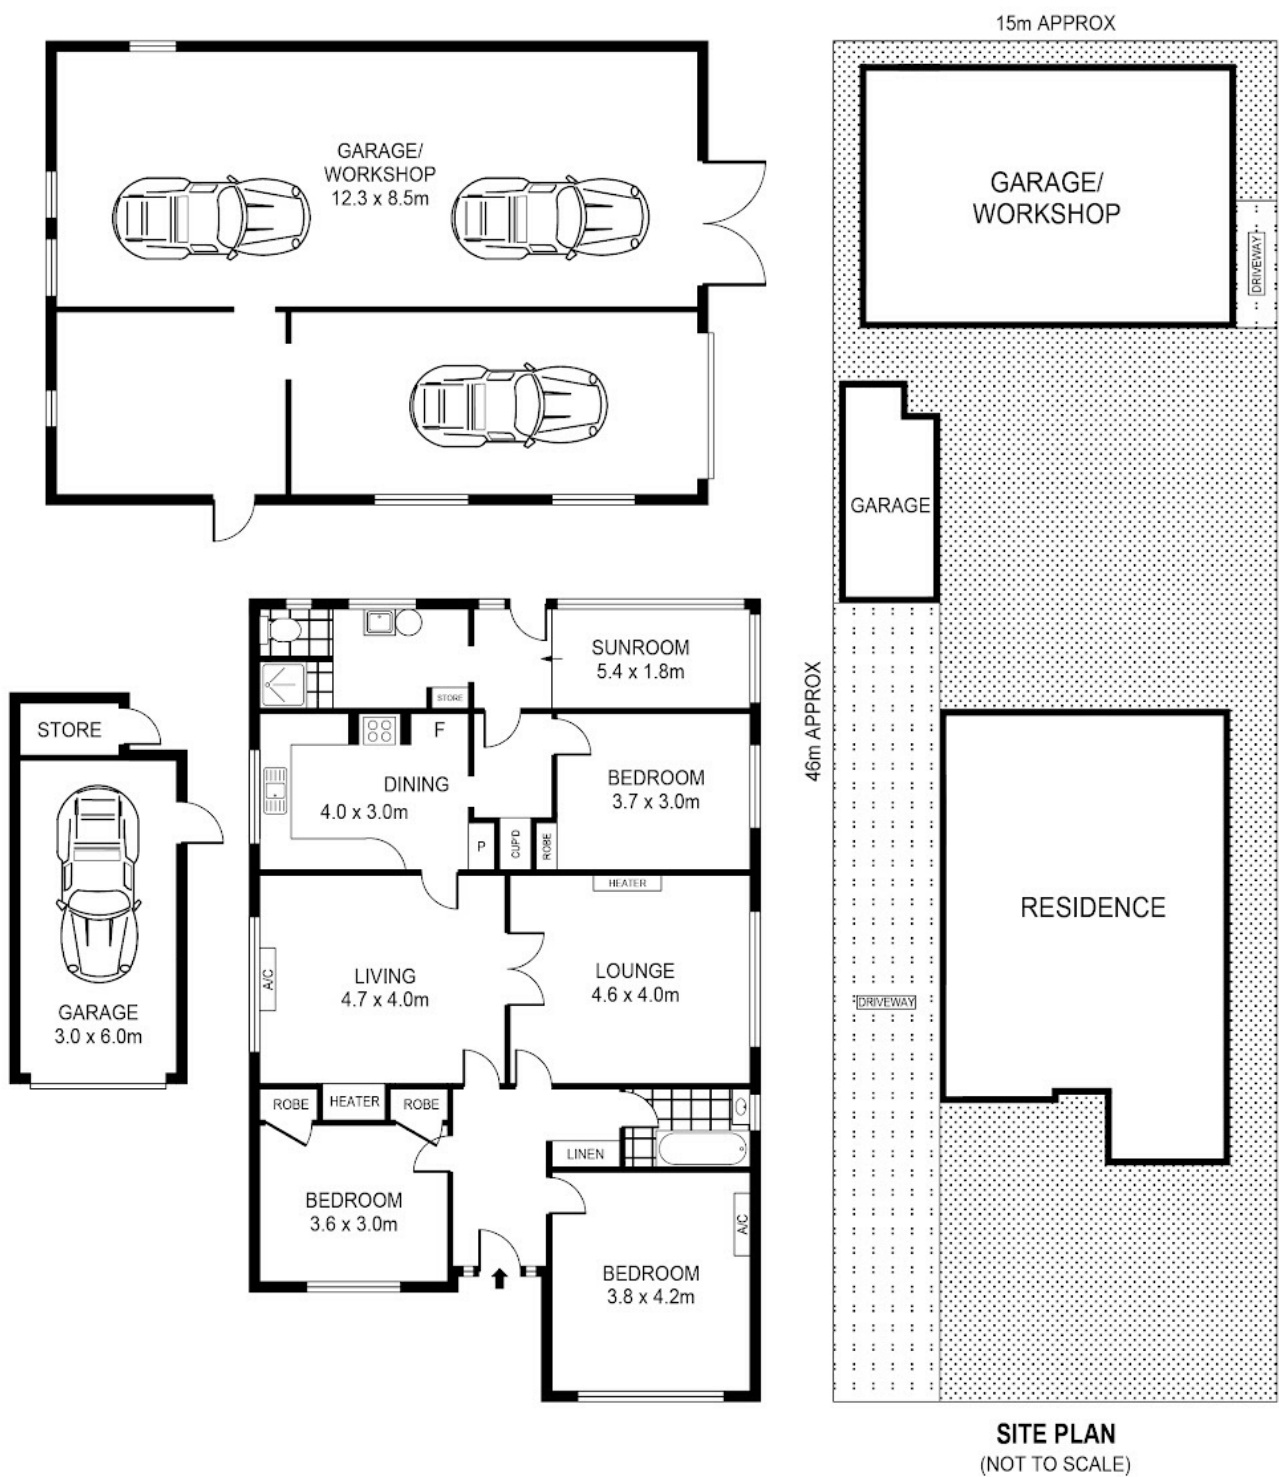 15m APPROX
GARAGE/
WORKSHOP
12.3 x 8.5m
GARAGE/
WORKSHOP
DRIVEWAY
GARAGE
46m APPROX
SUNROOM
5.4 x 1.8m
STORE
STORE
F
DINING
4.0 x 3.0m
BEDROOM
3.7 x 3.0m
P
CUP'D
ROBE
HEATER
RESIDENCE
A/C
LIVING
4.7 x 4.0m
LOUNGE
4.6 x 4.0m
GARAGE
3.0 x 6.0m
DRIVEWAY
ROBE
HEATER
ROBE
LINEN
BEDROOM
3.6 x 3.0m
A/C
BEDROOM
3.8 x 4.2m
SITE PLAN
(NOT TO SCALE)